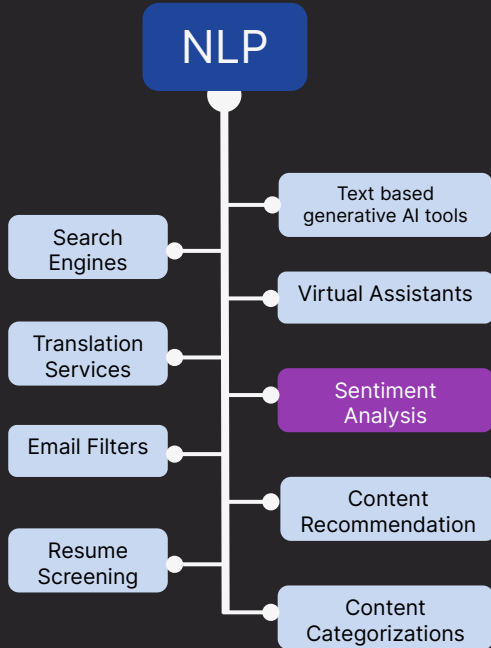 NLP
Text based
generative AI tools
Search
Engines
Virtual Assistants
Translation
Services
Sentiment
Analysis
Email Filters
Content
Recommendation
Resume
Screening
Content
Categorizations